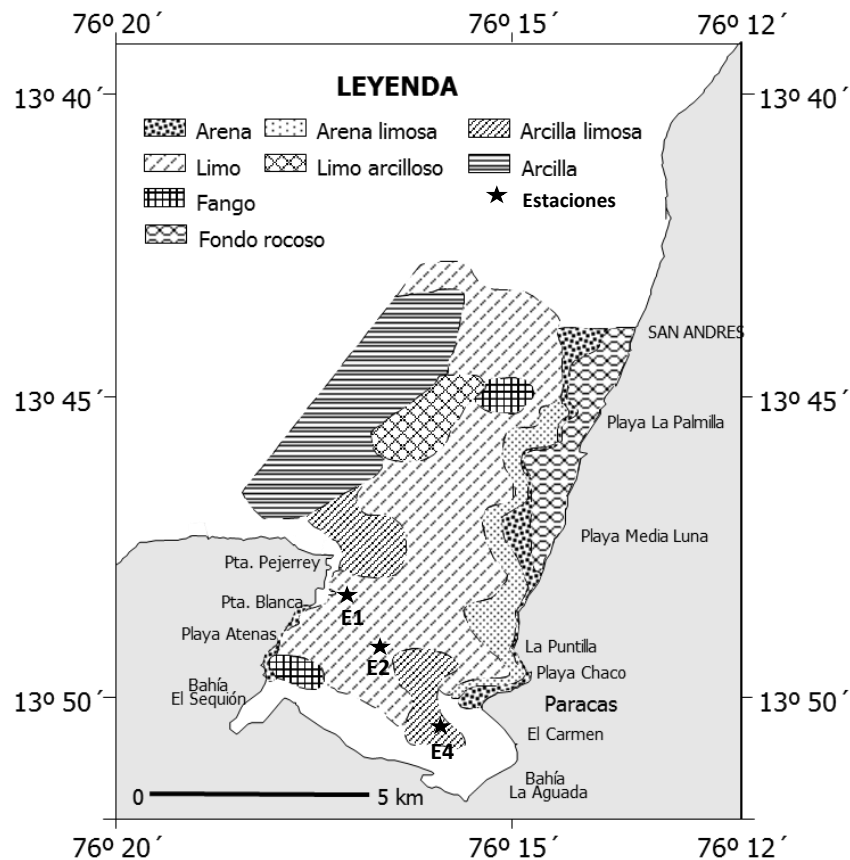 76º 20´ 76º 15´ 76º 12´
13º 40´ 13º 40´
LEYENDA
Arena Arena limosa Arcilla limosa
Limo Limo arcilloso Arcilla
Fango Estaciones
Fondo rocoso
SAN ANDRES
13º 45´ 13º 45´
Playa La Palmilla
Playa Media Luna
Pta. Pejerrey
Pta. Blanca
E1
Playa Atenas
La Puntilla
E2
Playa Chaco
Bahía
El Sequión
13º 50´ Paracas 13º 50´
El Carmen
E4
Bahía
La Aguada
0 5 km
76º 20´ 76º 15´ 76º 12´